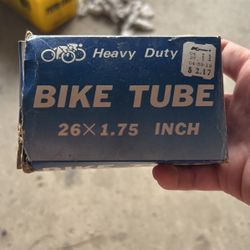 Heavy Duty
$2.17
BIKE TUBE
26×1.75 INCH